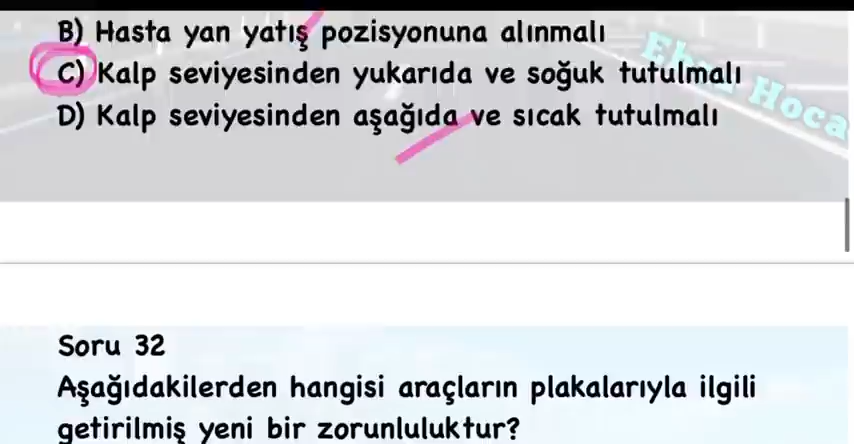 B) Hasta yan yatış pozisyonuna alınmalı
C) Kalp seviyesinden yukarıda ve soğuk tutulmalı
D) Kalp seviyesinden aşağıda ve sıcak tutulmalı
Ebru Hoca
Soru 32
Aşağıdakilerden hangisi araçların plakalarıyla ilgili
getirilmiş yeni bir zorunluluktur?